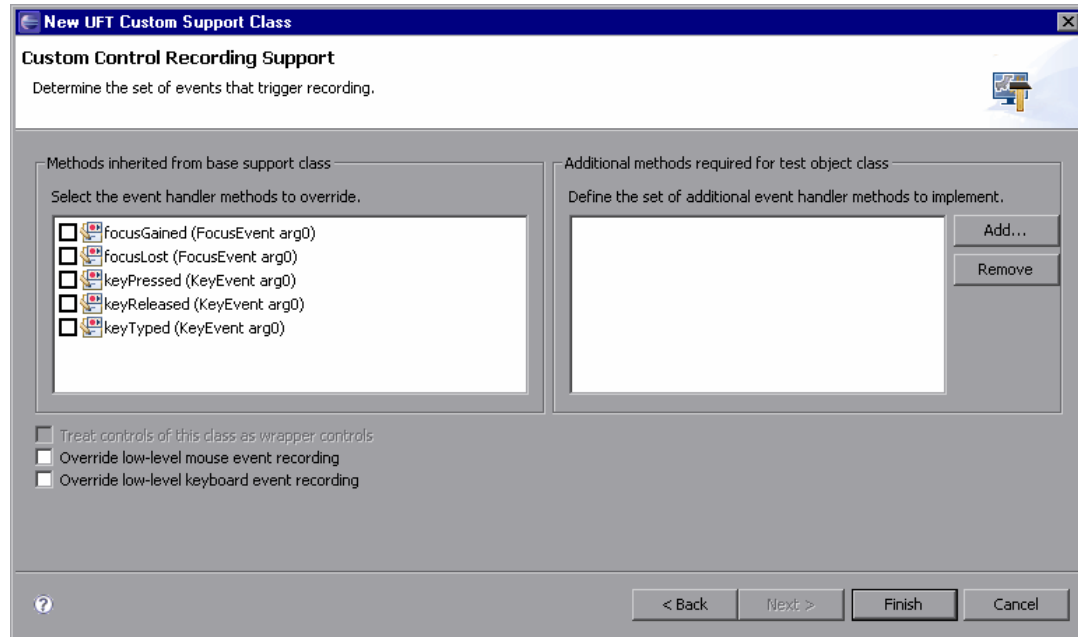 New UFT Custom Support Class
Custom Control Recording Support
Determine the set of events that trigger recording.
Methods inherited from base support class
Select the event handler methods to override.
focusGained (FocusEvent arg0)
focusLost (FocusEvent arg0)
keyPressed (KeyEvent arg0)
keyReleased (KeyEvent arg0)
keyTyped (KeyEvent arg0)
Additional methods required for test object class
Define the set of additional event handler methods to implement.
Add...
Remove
Treat controls of this class as wrapper controls
Override low-level mouse event recording
Override low-level keyboard event recording
?
< Back
Next >
Finish
Cancel